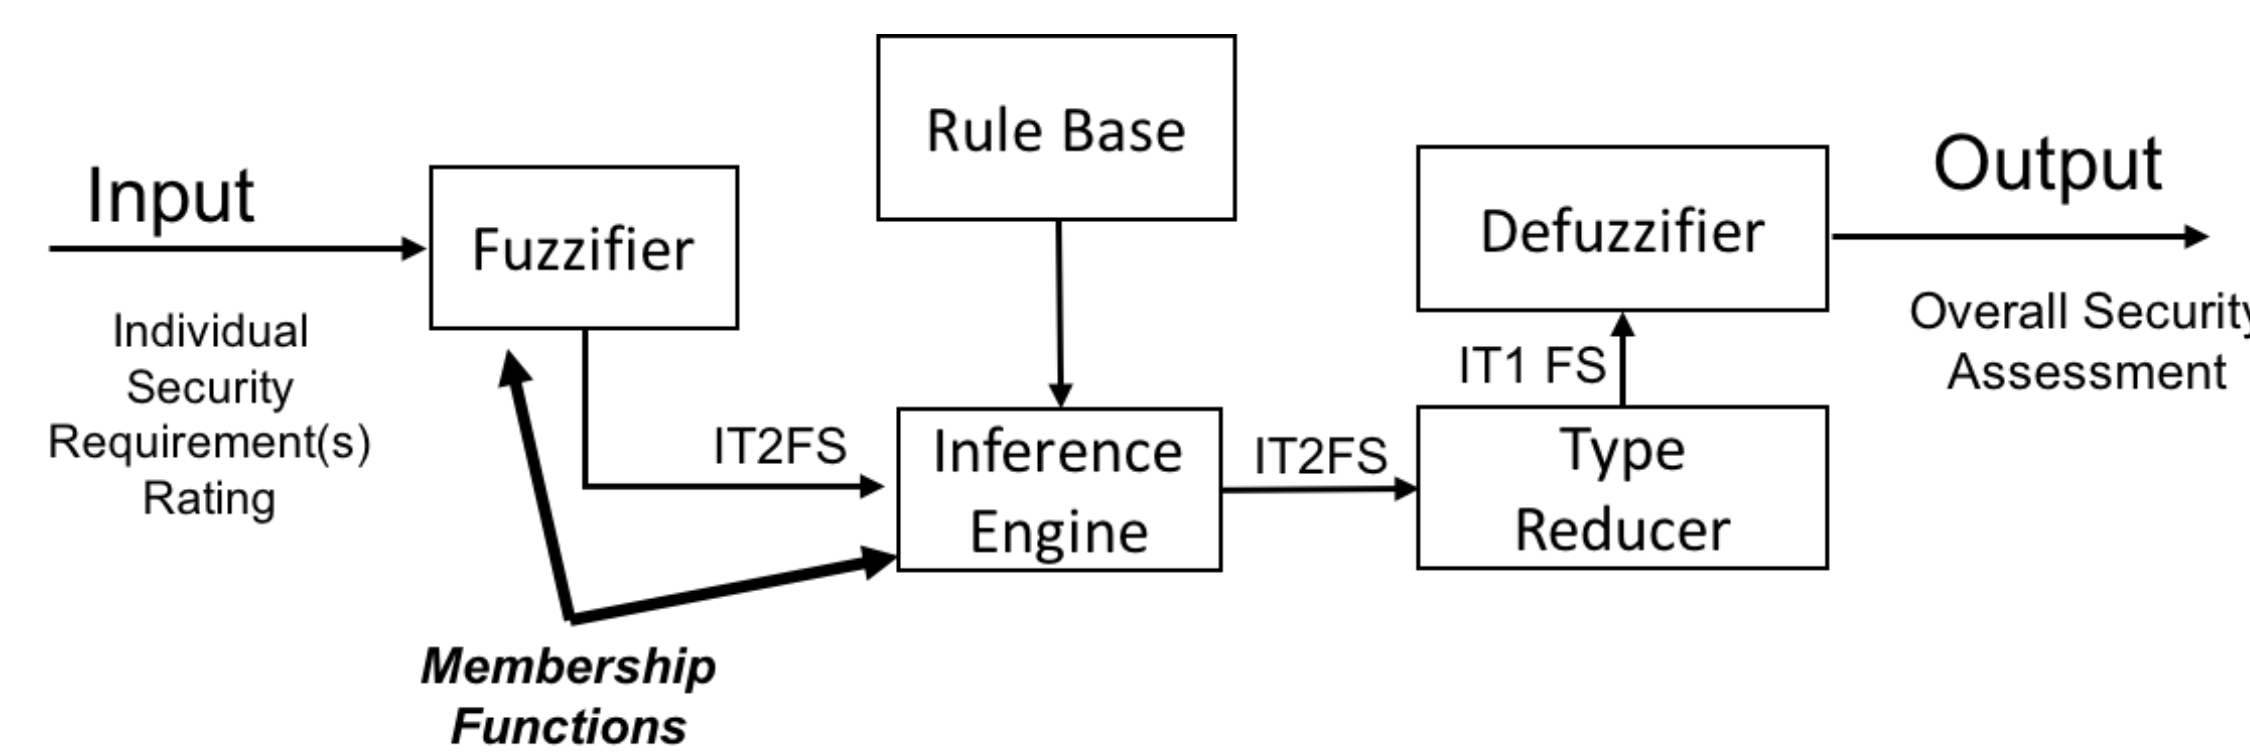 Input
Individual
Security
Requirement(s)
Rating
Fuzzifier
Rule Base
IT2FS
Inference
Engine
IT2FS
Type
Reducer
IT1 FS
Defuzzifier
Output
Overall Security
Assessment
Membership
Functions